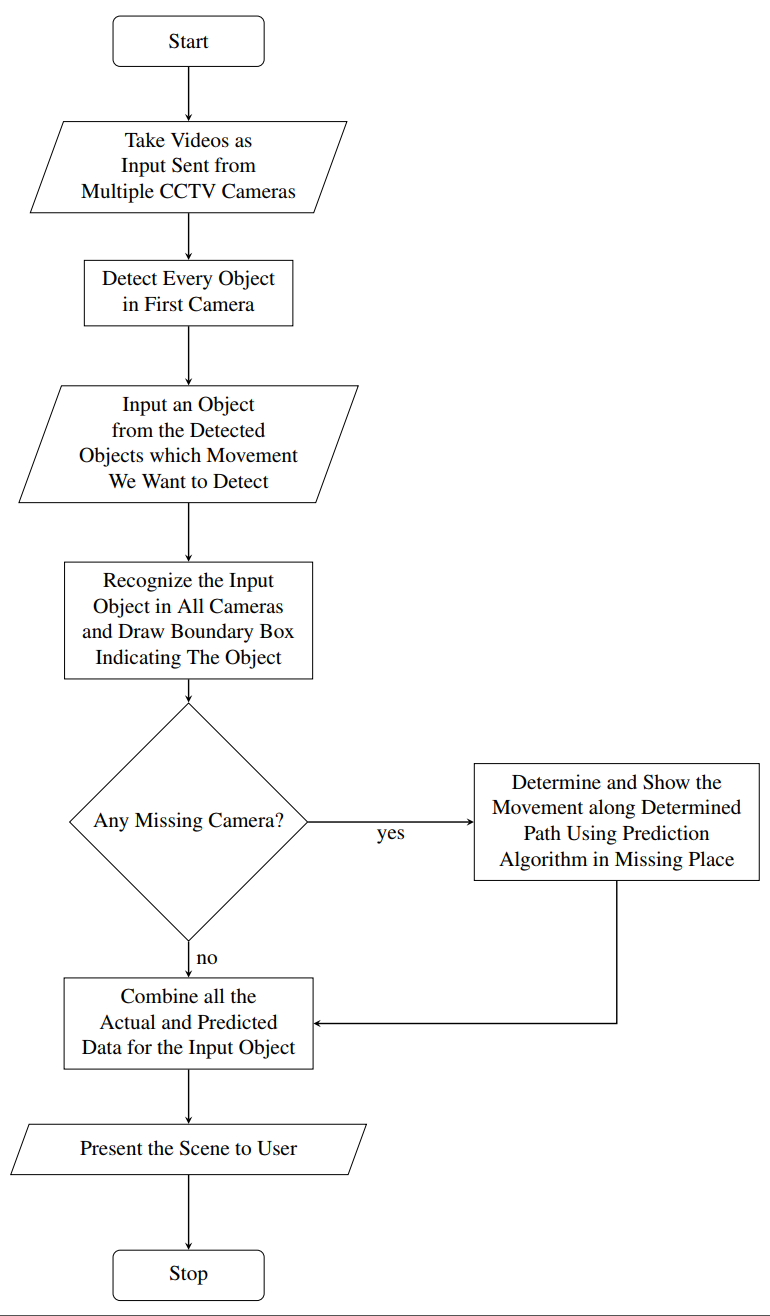 Start
Take Videos as
Input Sent from
Multiple CCTV Cameras
Detect Every Object
in First Camera
Input an Object
from the Detected
Objects which Movement
We Want to Detect
Recognize the Input
Object in All Cameras
and Draw Boundary Box
Indicating The Object
Any Missing Camera?
yes
Determine and Show the
Movement along Determined
Path Using Prediction
Algorithm in Missing Place
no
Combine all the
Actual and Predicted
Data for the Input Object
Present the Scene to User
Stop